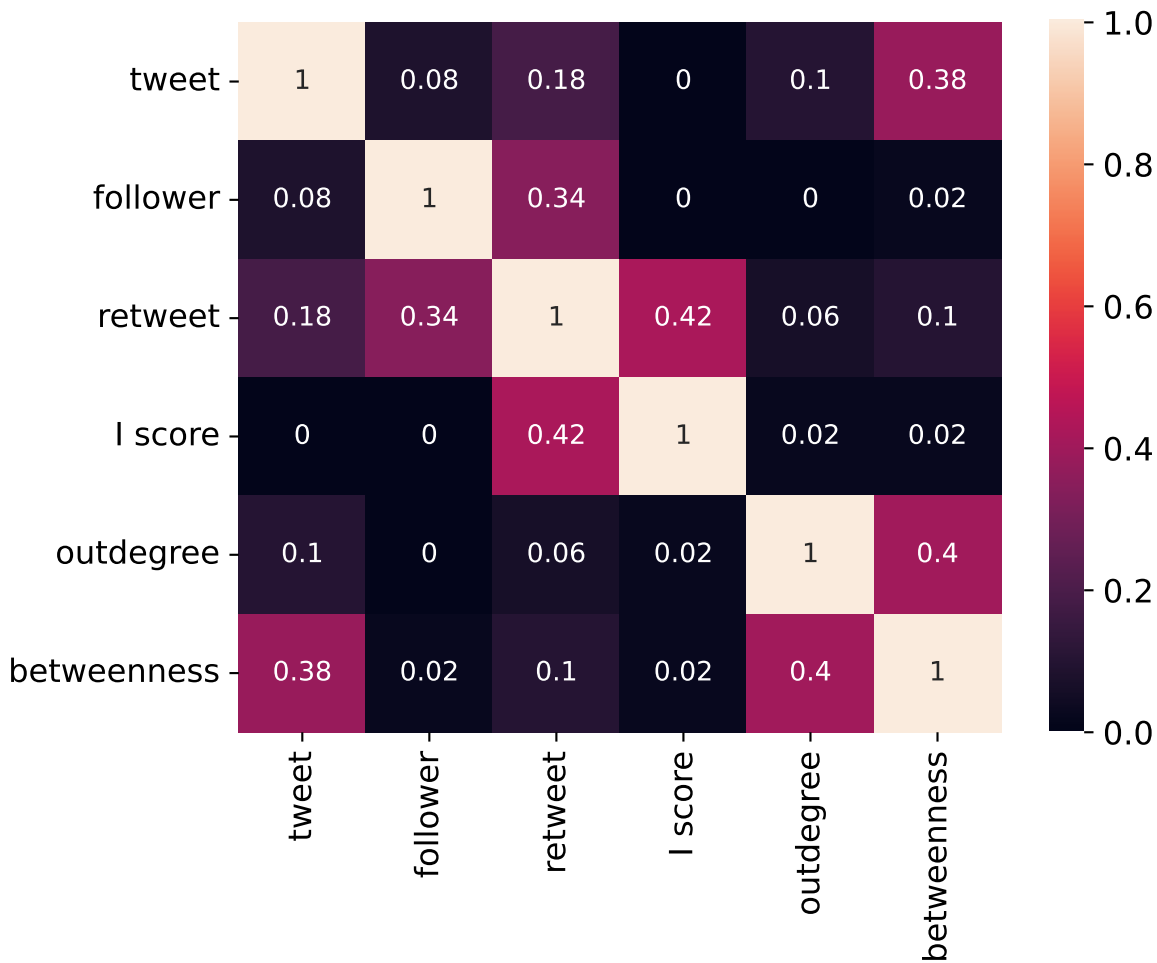 tweet 1 0.08 0.18 0 0.1 0.38
follower 0.08 1 0.34 0 0 0.02
retweet 0.18 0.34 1 0.42 0.06 0.1
I score 0 0 0.42 1 0.02 0.02
outdegree 0.1 0 0.06 0.02 1 0.4
betweenness 0.38 0.02 0.1 0.02 0.4 1
tweet
follower
retweet
I score
outdegree
betweenness
1.0
0.8
0.6
0.4
0.2
0.0